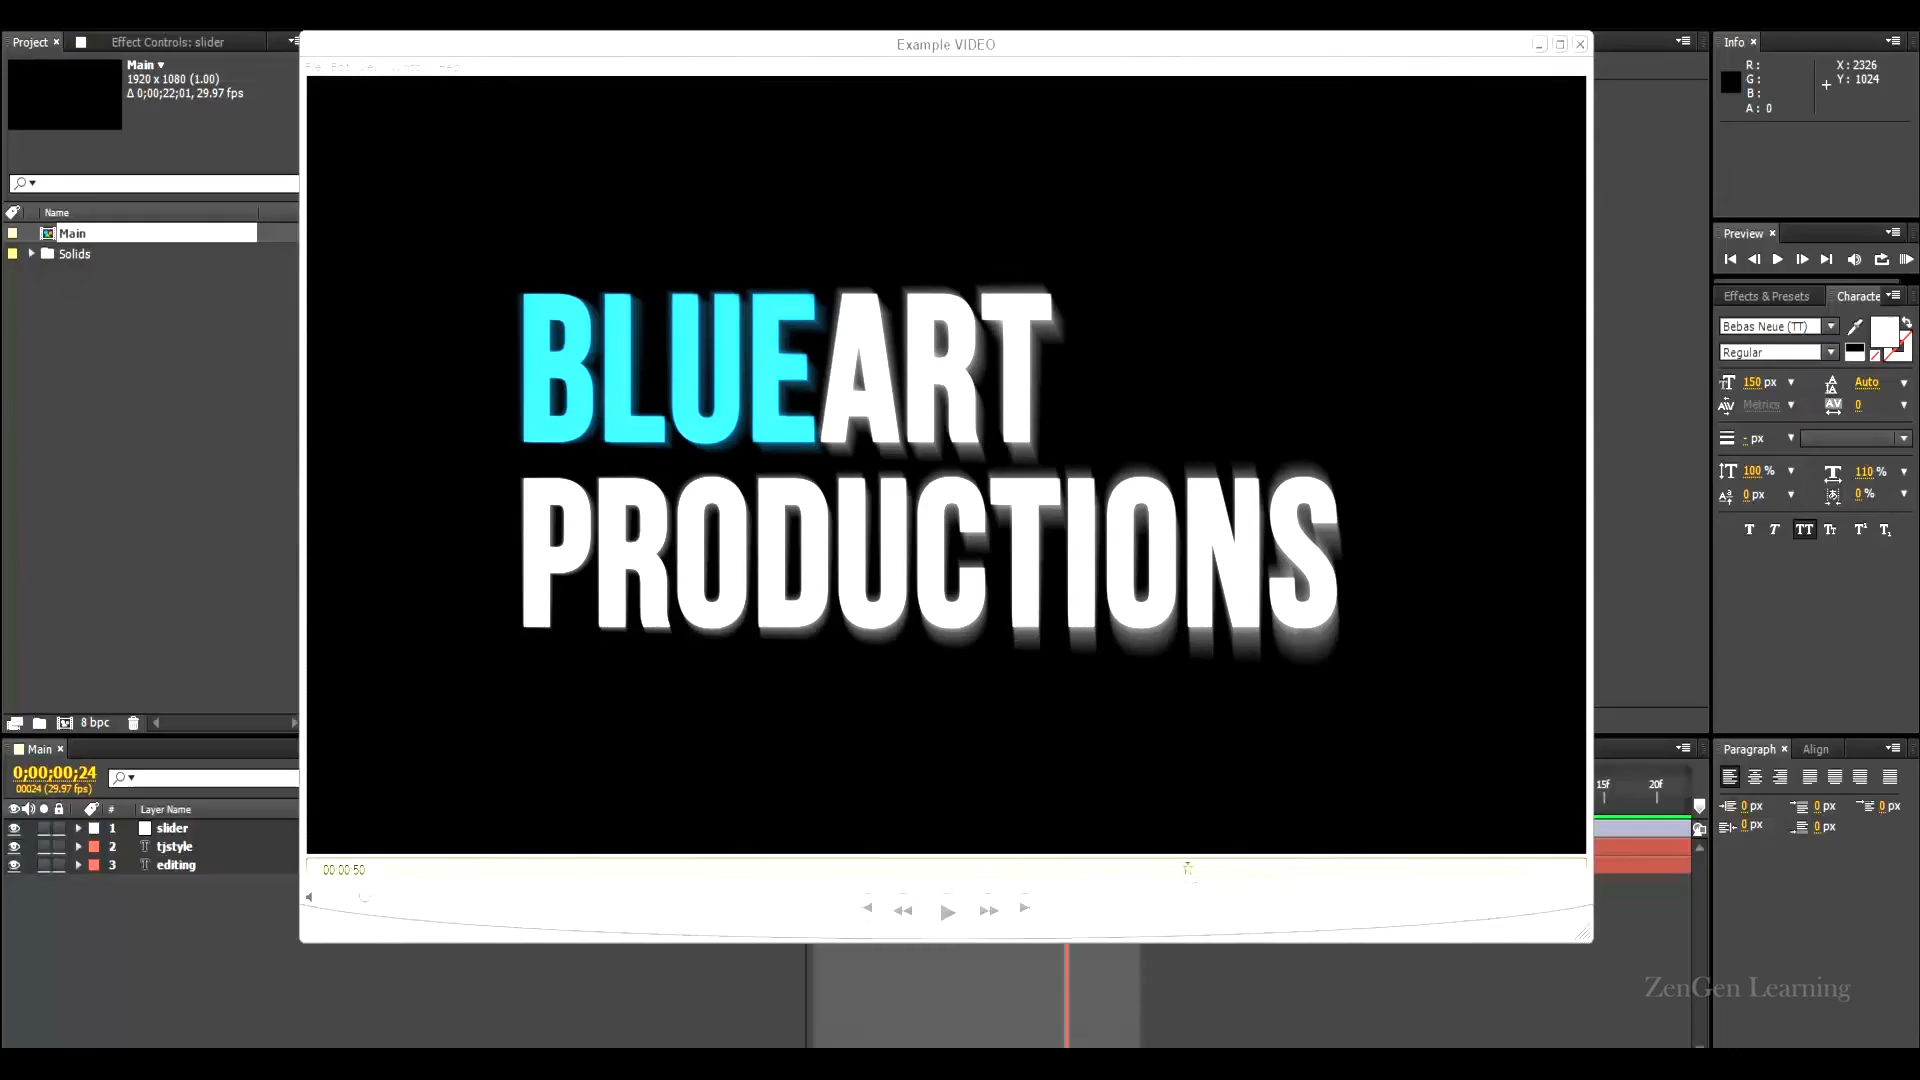 Project × Effect Controls: slider
Main
1920 x 1080 (1.00)
Δ 0;00;22;01, 29.97 fps
Name
Main
Solids
8 bpc
Example VIDEO
BLUEART
PRODUCTIONS
00:00:50
Info ×
R:
G:
B:
A: 0
X: 2326
Y: 1024
Preview ×
Effects & Presets Characte
Bebas Neue (TT)
Regular
150 px Auto
Metrics 0
- px
100 % 110 %
0 px 0 %
T T TT Tt T¹ T₁
Main ×
0;00;00;24
00024 (29.97 fps)
# Layer Name
1 slider
2 tjstyle
3 editing
15f 20f
Paragraph × Align
0 px 0 px 0 px
0 px 0 px
ZenGen Learning